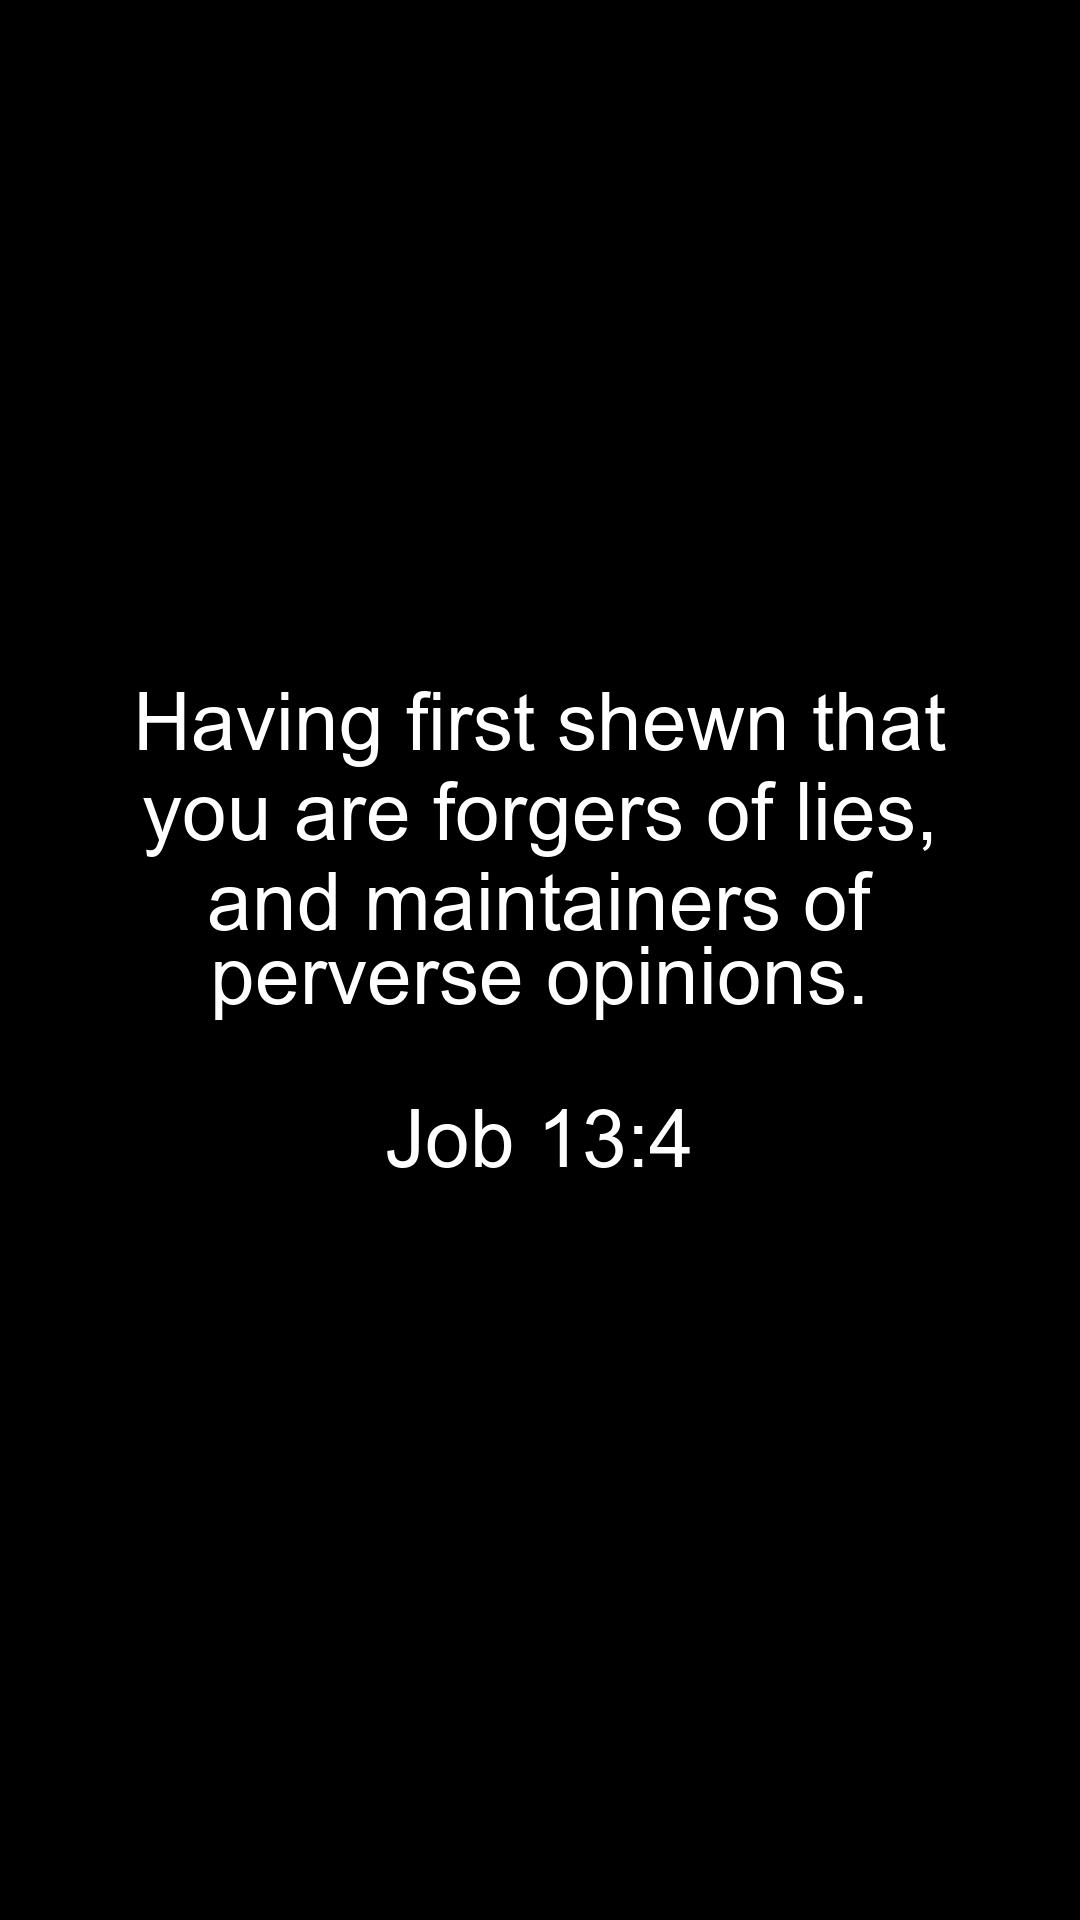 Having first shewn that
you are forgers of lies,
and maintainers of
perverse opinions.
Job 13:4